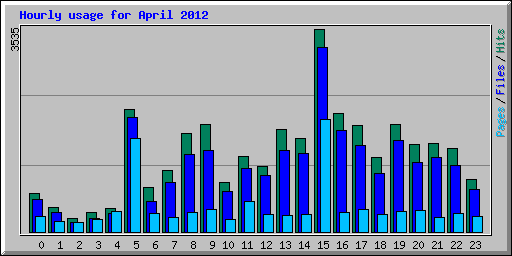 Hourly usage for April 2012
3535
Pages / Files / Hits
0 1 2 3 4 5 6 7 8 9 10 11 12 13 14 15 16 17 18 19 20 21 22 23